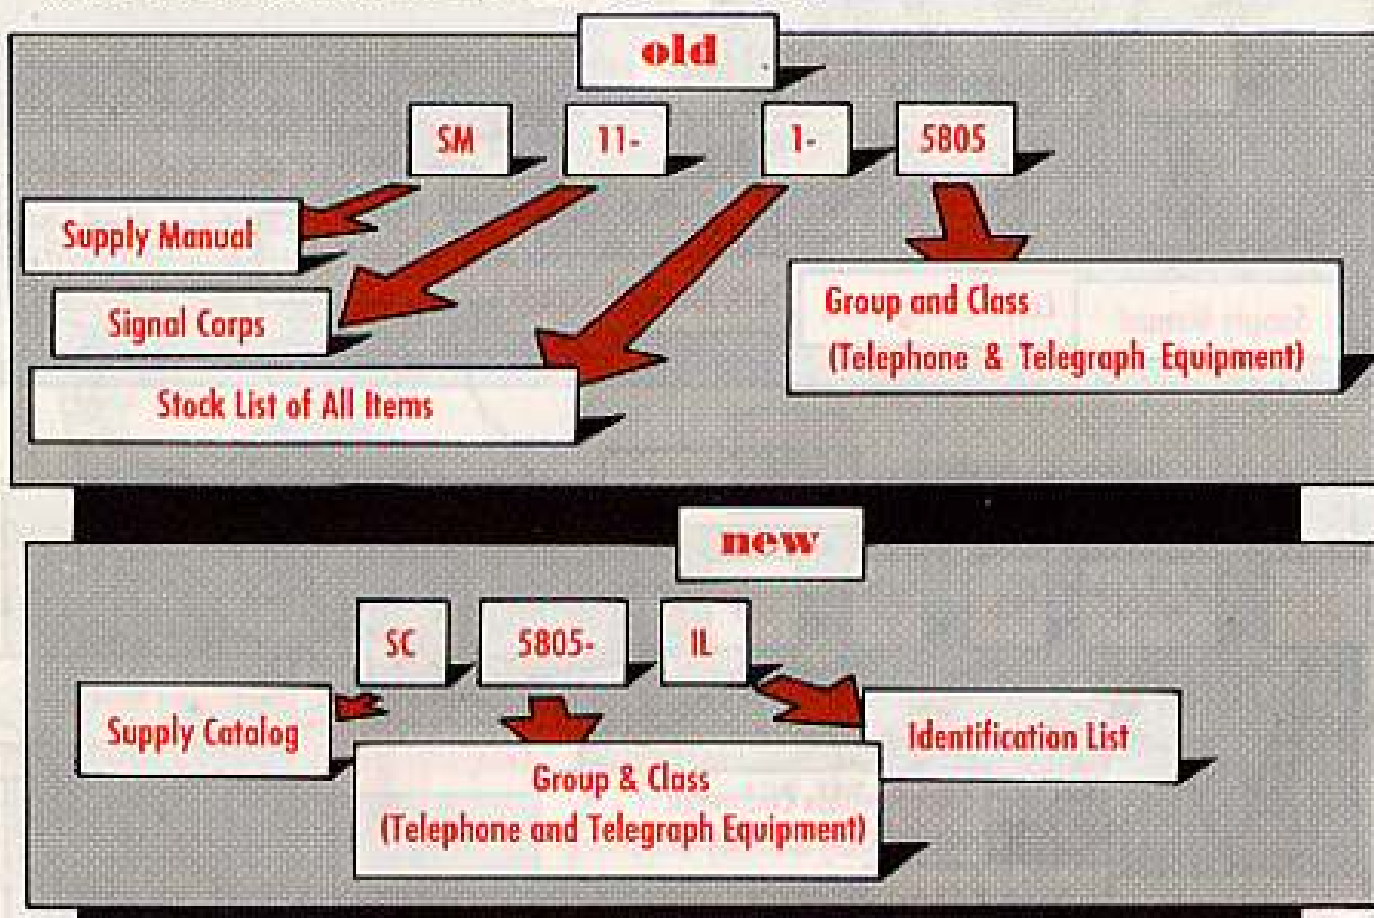 old
SM 11- 1- 5805
Supply Manual
Signal Corps
Stock List of All Items
Group and Class
(Telephone & Telegraph Equipment)
new
SC 5805- IL
Supply Catalog
Group & Class
(Telephone and Telegraph Equipment)
Identification List